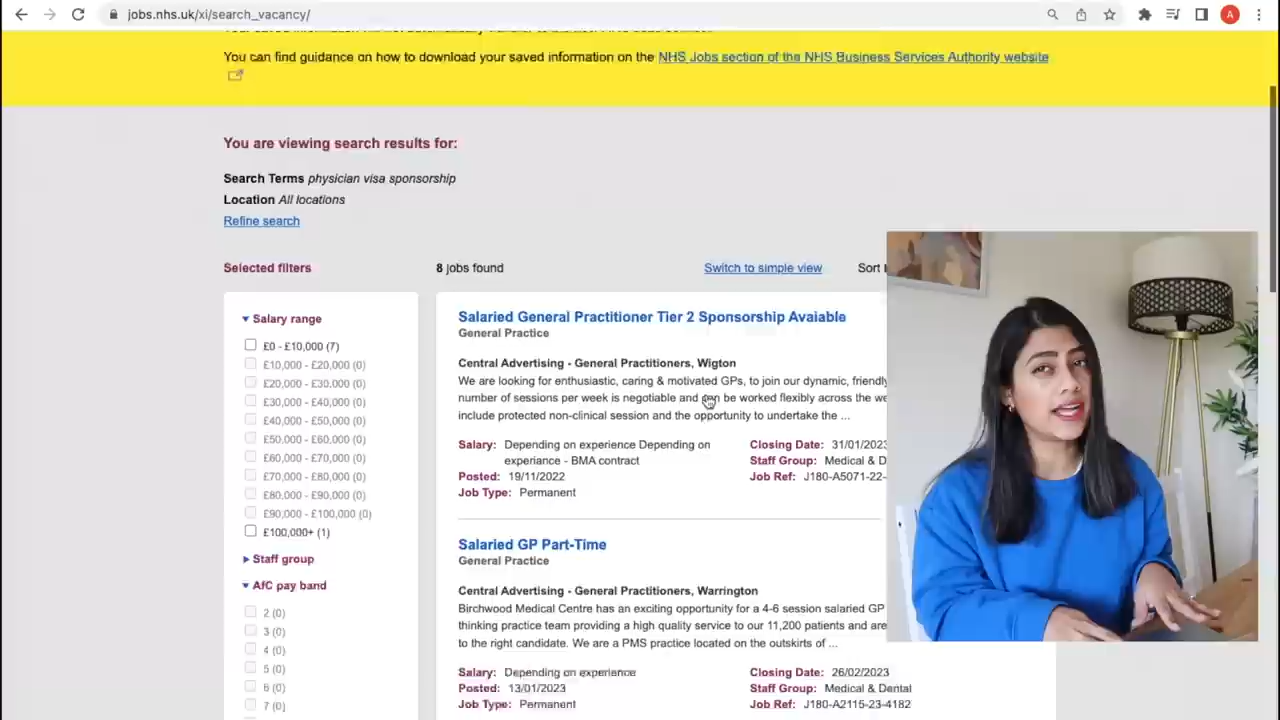 jobs.nhs.uk/xi/search_vacancy/
A
You can find guidance on how to download your saved information on the NHS Jobs section of the NHS Business Services Authority website
You are viewing search results for:
Search Terms physician visa sponsorship
Location All locations
Refine search
Selected filters
8 jobs found
Switch to simple view
Sort
Salary range
£0 - £10,000 (7)
£10,000 - £20,000 (0)
£20,000 - £30,000 (0)
£30,000 - £40,000 (0)
£40,000 - £50,000 (0)
£50,000 - £60,000 (0)
£60,000 - £70,000 (0)
£70,000 - £80,000 (0)
£80,000 - £90,000 (0)
£90,000 - £100,000 (0)
£100,000+ (1)
Staff group
AfC pay band
2 (0)
3 (0)
4 (0)
5 (0)
6 (0)
7 (0)
Salaried General Practitioner Tier 2 Sponsorship Avaiable
General Practice
Central Advertising - General Practitioners, Wigton
We are looking for enthusiastic, caring & motivated GPs, to join our dynamic, friendly
number of sessions per week is negotiable and can be worked flexibly across the we
include protected non-clinical session and the opportunity to undertake the ...
Salary: Depending on experience Depending on
experience - BMA contract
Closing Date: 31/01/2023
Posted: 19/11/2022
Staff Group: Medical & D
Job Type: Permanent
Job Ref: J180-A5071-22-
Salaried GP Part-Time
General Practice
Central Advertising - General Practitioners, Warrington
Birchwood Medical Centre has an exciting opportunity for a 4-6 session salaried GP
thinking practice team providing a high quality service to our 11,200 patients and are
to the right candidate. We are a PMS practice located on the outskirts of ...
Salary: Depending on experience
Closing Date: 26/02/2023
Posted: 13/01/2023
Staff Group: Medical & Dental
Job Type: Permanent
Job Ref: J180-A2115-23-4182